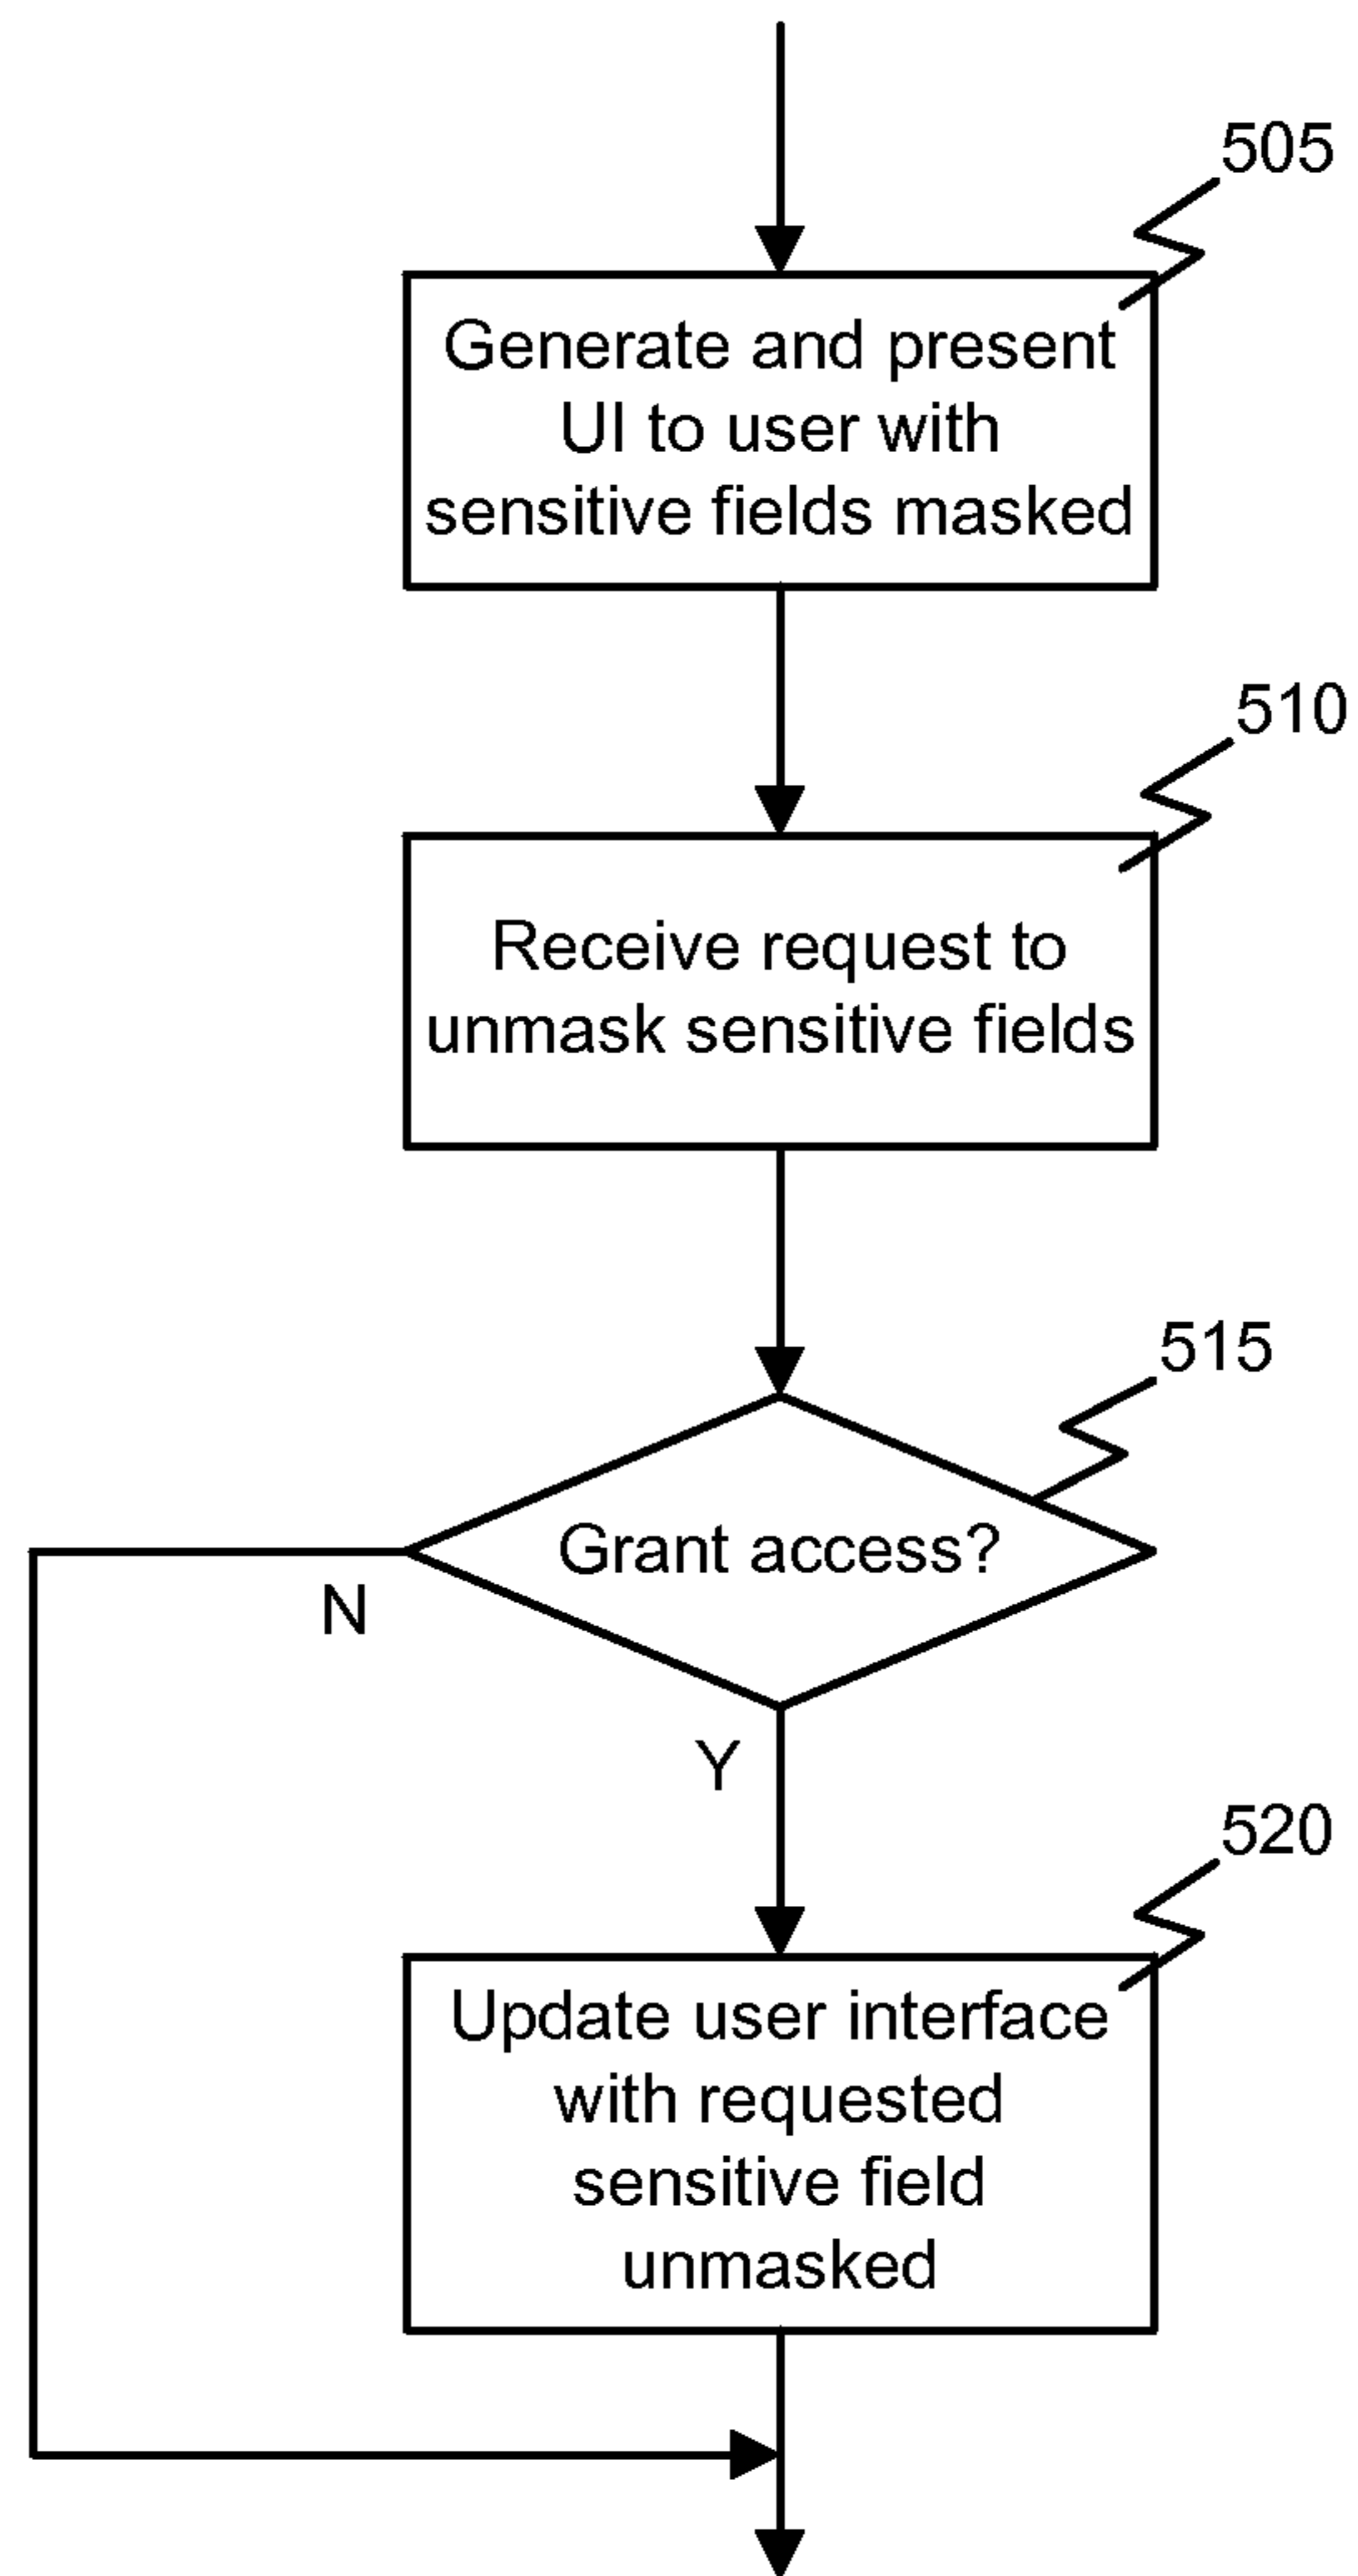 505
Generate and present
UI to user with
sensitive fields masked
510
Receive request to
unmask sensitive fields
515
Grant access?
N
Y
520
Update user interface
with requested
sensitive field
unmasked